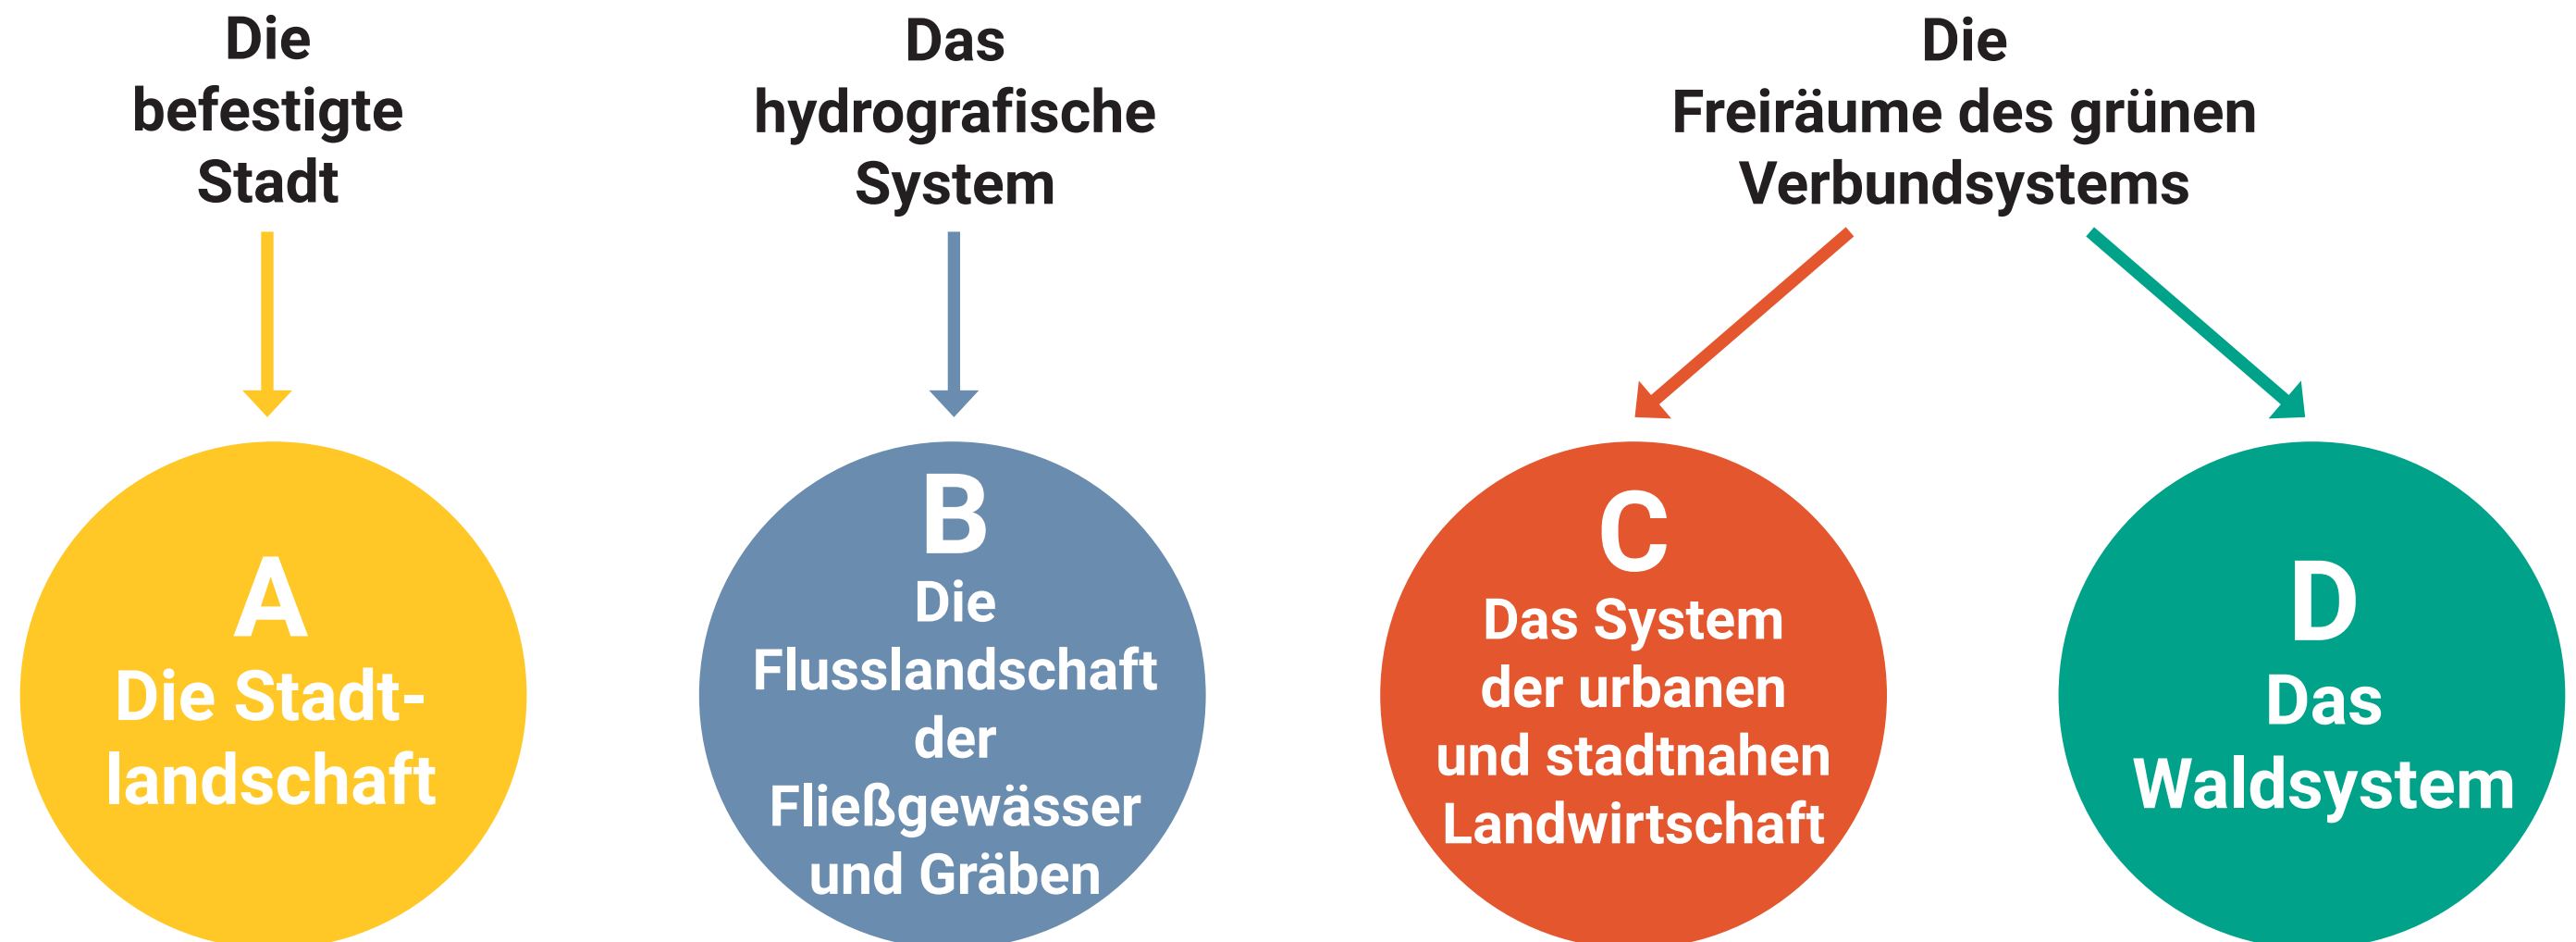 Die
befestigte
Stadt
Das
hydrografische
System
Die
Freiräume des grünen
Verbundsystems
A
Die Stadt-
landschaft
B
Die
Flusslandschaft
der
Fließgewässer
und Gräben
C
Das System
der urbanen
und stadtnahen
Landwirtschaft
D
Das
Waldsystem